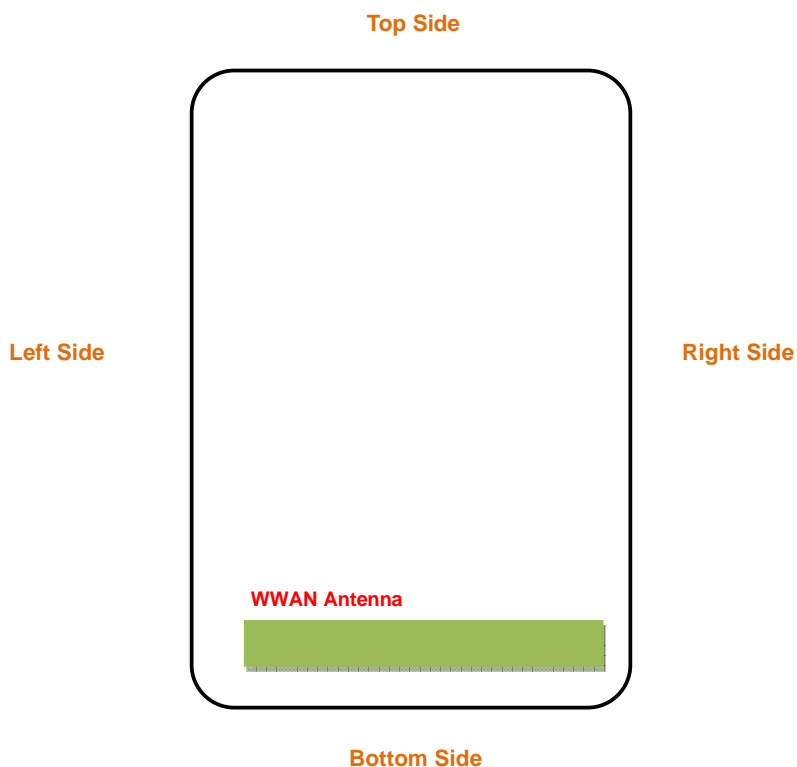 Top Side
Left Side
Right Side
WWAN Antenna
Bottom Side